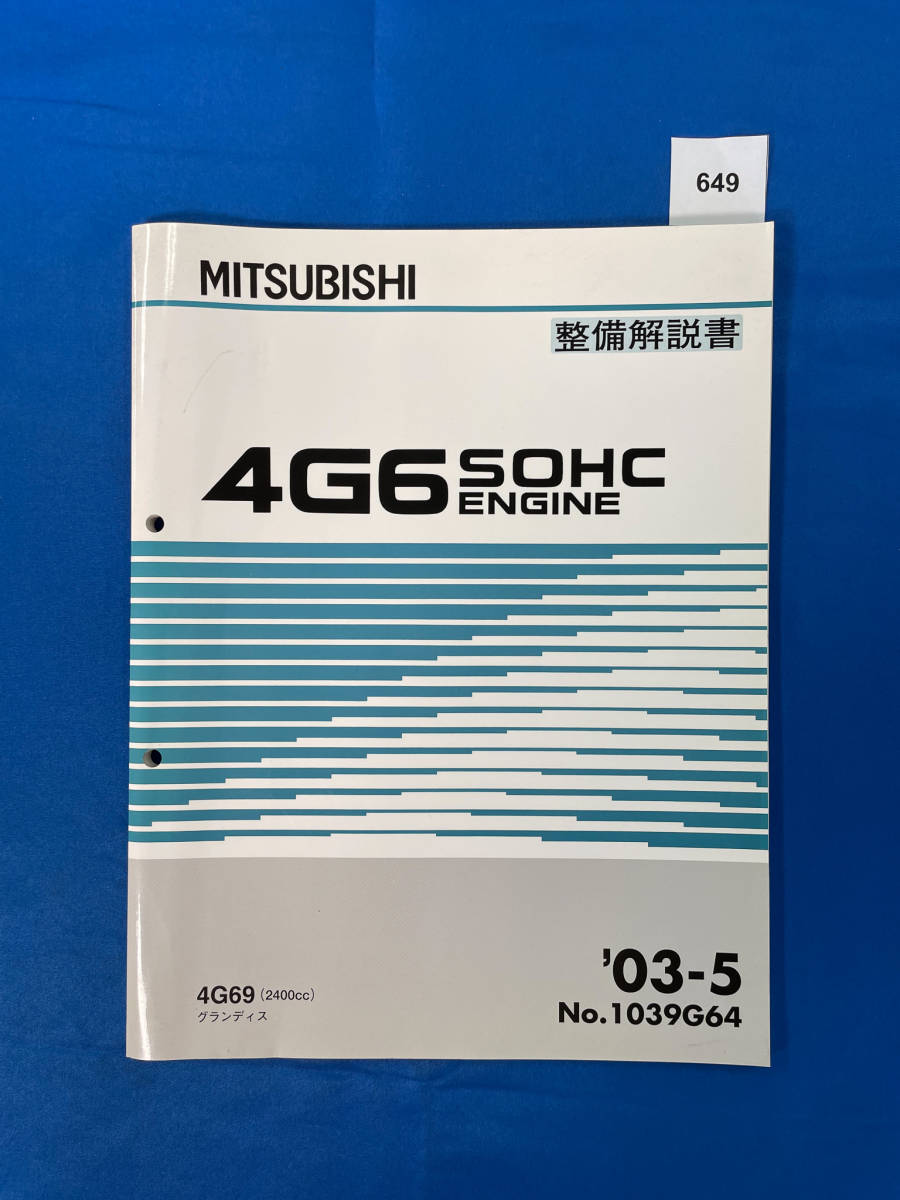 649
MITSUBISHI
整備解説書
4G6 SOHC
ENGINE
'03-5
No.1039G64
4G69 (2400cc)
グランディス